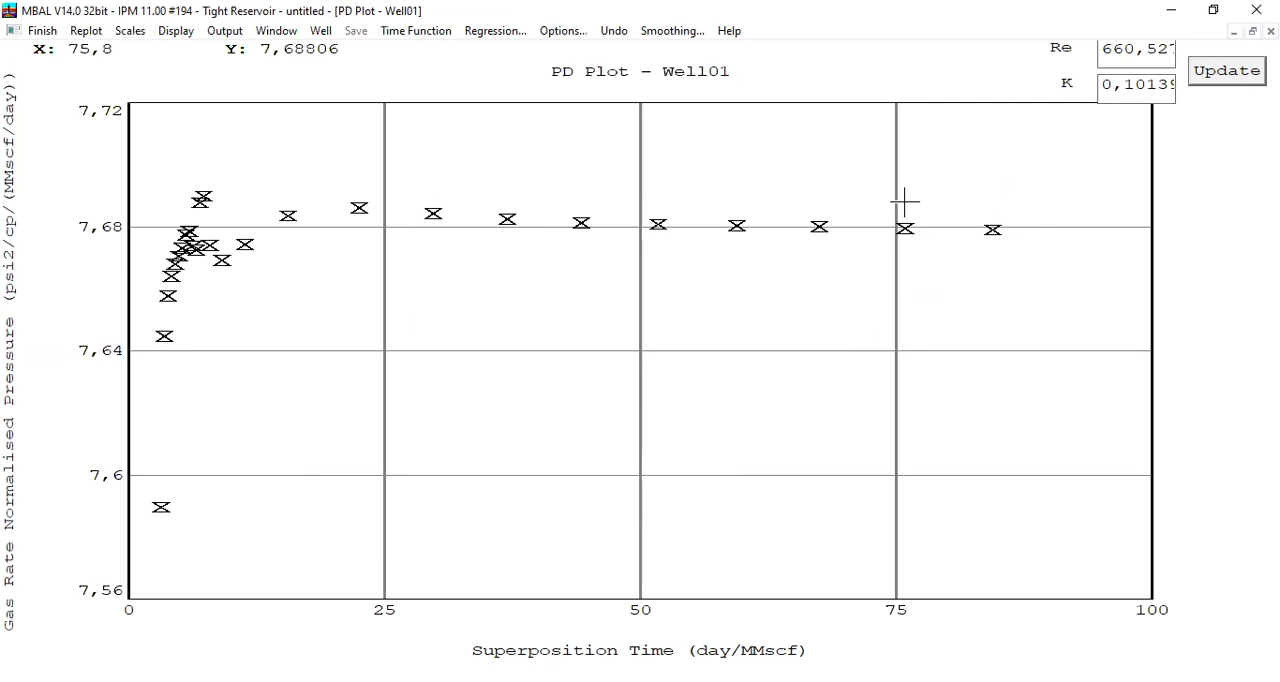 MBAL V14.0 32bit - IPM 11.00 #194 - Tight Reservoir - untitled - [PD Plot - Well01]
Finish Replot Scales Display Output Window Well Save Time Function Regression... Options... Undo Smoothing... Help
X: 75,8 Y: 7,68806
Re 660,527
K 0,10139
Update
PD Plot - Well01
Gas Rate Normalised Pressure (psi2/cp/(MMscf/day))
7,72
7,68
7,64
7,6
7,56
0 25 50 75 100
Superposition Time (day/MMscf)